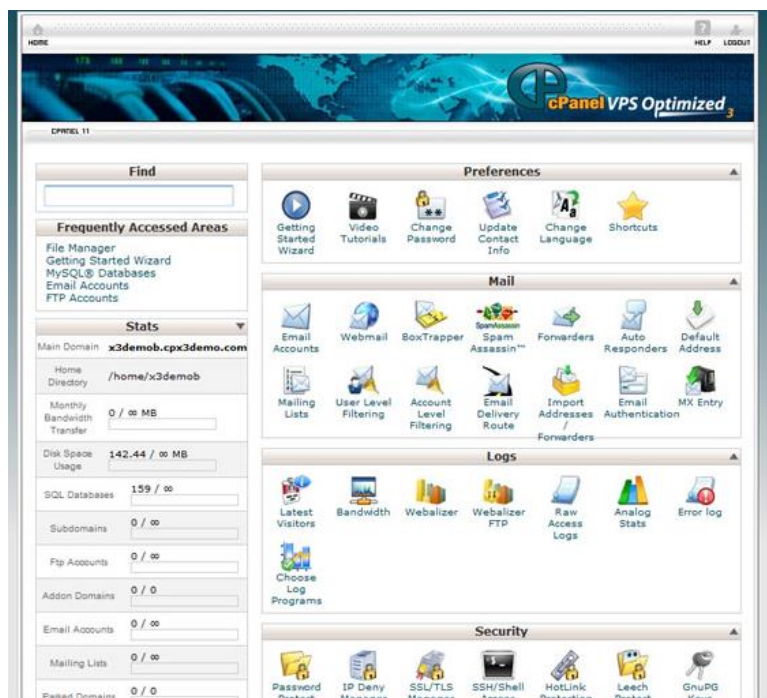 HOME
HELP LOGOUT
cPanel VPS Optimized 3
CPANEL 11
Find
Frequently Accessed Areas
File Manager
Getting Started Wizard
MySQL® Databases
Email Accounts
FTP Accounts
Stats
Main Domain x3demob.cpx3demo.com
Home Directory /home/x3demob
Monthly Bandwidth Transfer 0 / ∞ MB
Disk Space Usage 142.44 / ∞ MB
SQL Databases 159 / ∞
Subdomains 0 / ∞
Ftp Accounts 0 / ∞
Addon Domains 0 / 0
Email Accounts 0 / ∞
Mailing Lists 0 / ∞
Parked Domains 0 / 0
Preferences
Getting Started Wizard
Video Tutorials
Change Password
Update Contact Info
Change Language
Shortcuts
Mail
Email Accounts
Webmail
BoxTrapper
SpamAssassin
Spam Assassin™
Forwarders
Auto Responders
Default Address
Mailing Lists
User Level Filtering
Account Level Filtering
Email Delivery Route
Import Addresses / Forwarders
Email Authentication
MX Entry
Logs
Latest Visitors
Bandwidth
Webalizer
Webalizer FTP
Raw Access Logs
Analog Stats
Error log
Choose Log Programs
Security
Password Protect
IP Deny Manager
SSL/TLS Manager
SSH/Shell Access
HotLink Protection
Leech Protect
GnuPG Keys